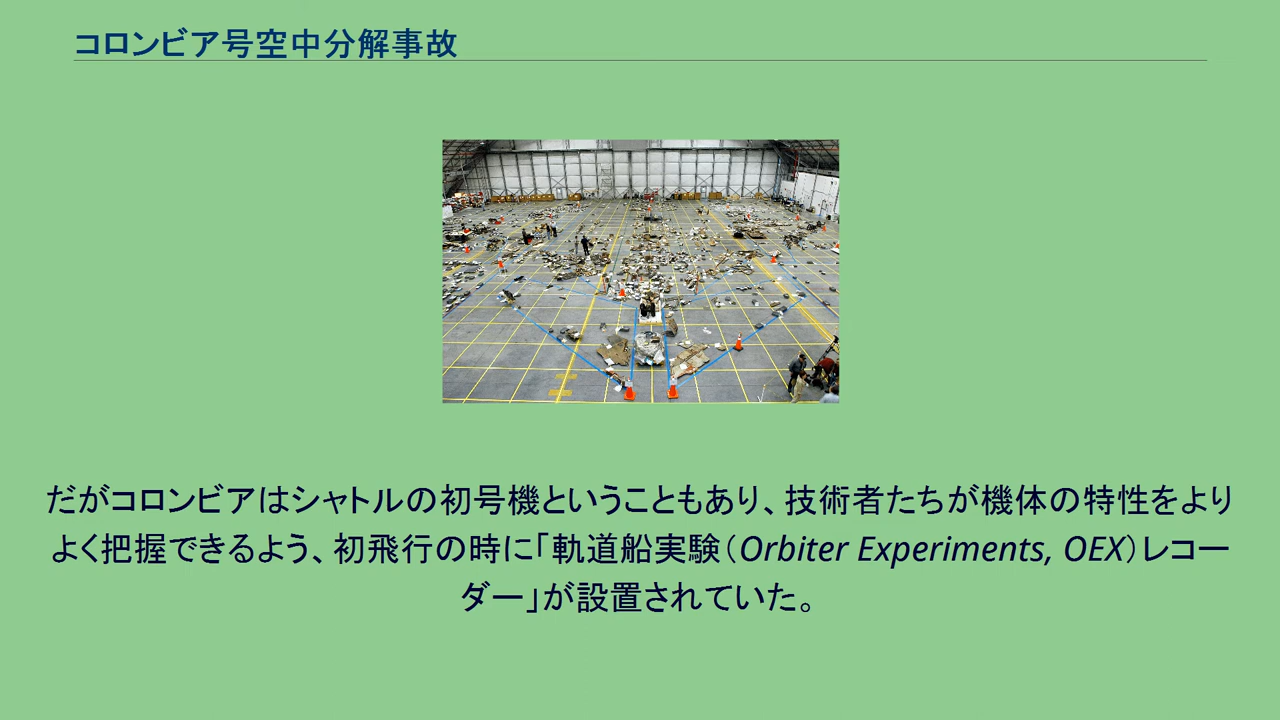 コロンビア号空中分解事故
だがコロンビアはシャトルの初号機ということもあり、技術者たちが機体の特性をより
よく把握できるよう、初飛行の時に「軌道船実験（Orbiter Experiments, OEX）レコー
ダー」が設置されていた。